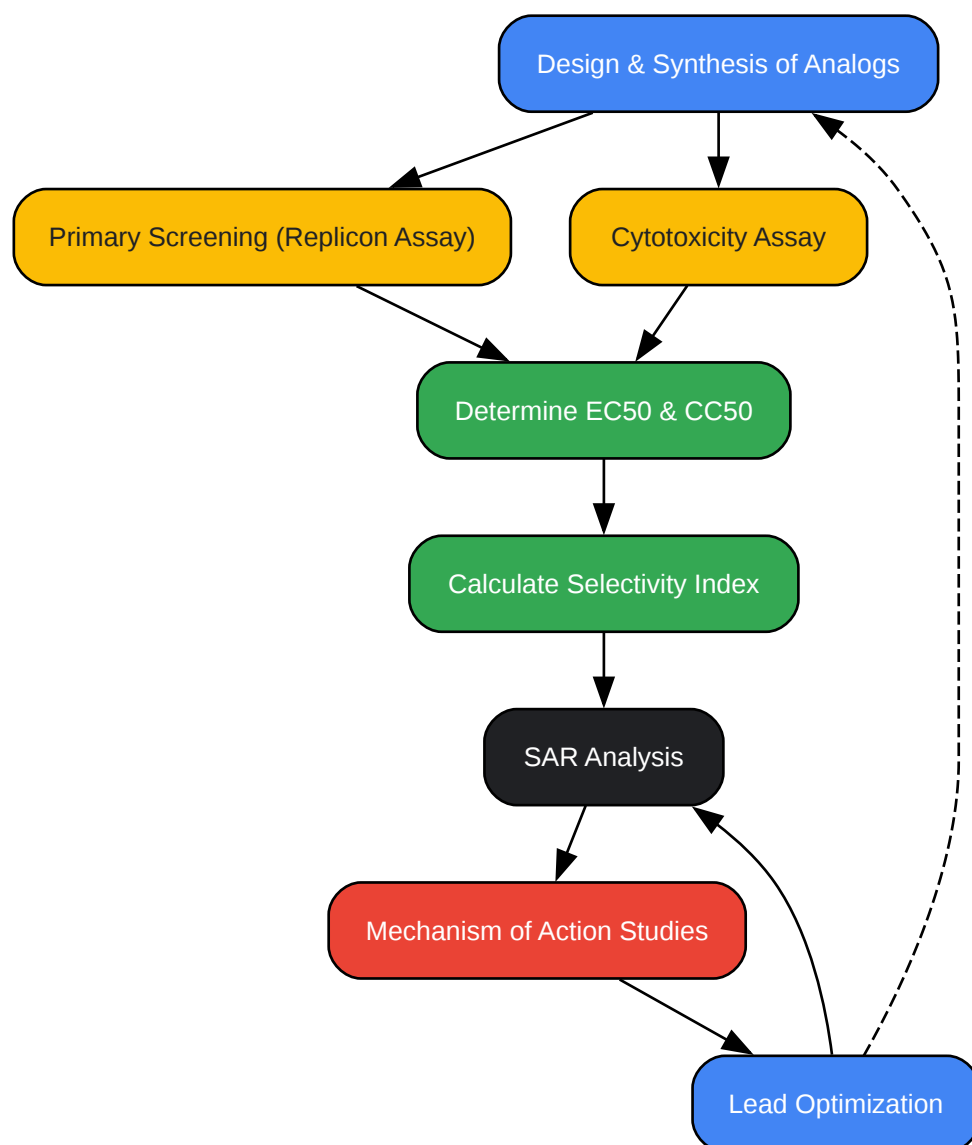 Design & Synthesis of Analogs
Primary Screening (Replicon Assay)
Cytotoxicity Assay
Determine EC50 & CC50
Calculate Selectivity Index
SAR Analysis
Mechanism of Action Studies
Lead Optimization